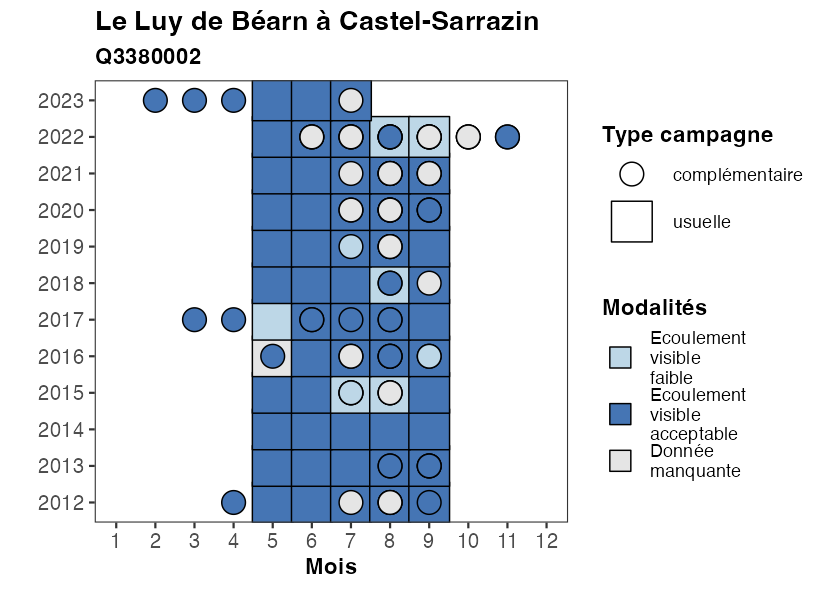 Le Luy de Béarn à Castel-Sarrazin
Q3380002
2023
2022
2021
2020
2019
2018
2017
2016
2015
2014
2013
2012
1 2 3 4 5 6 7 8 9 10 11 12
Mois
Type campagne
complémentaire
usuelle
Modalités
Ecoulement
visible
faible
Ecoulement
visible
acceptable
Donnée
manquante